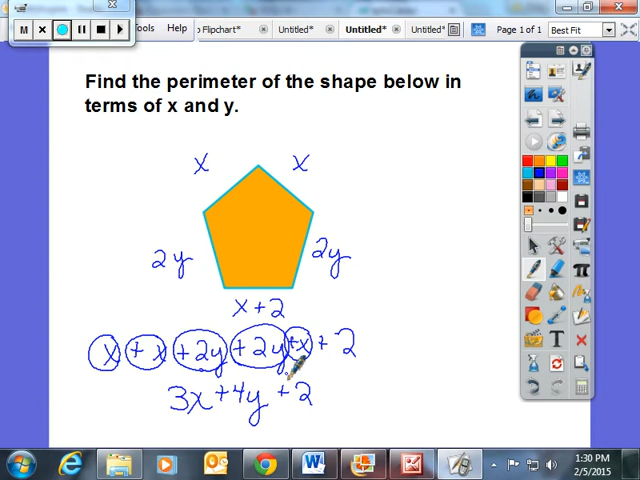 M
Tools Help o Flipchart* Untitled* Untitled* Untitled* Page 1 of 1 Best Fit
Find the perimeter of the shape below in
terms of x and y.
x x
2y 2y
x + 2
x + x + 2y + 2y + x + 2
3x + 4y + 2
1:30 PM
2/5/2015